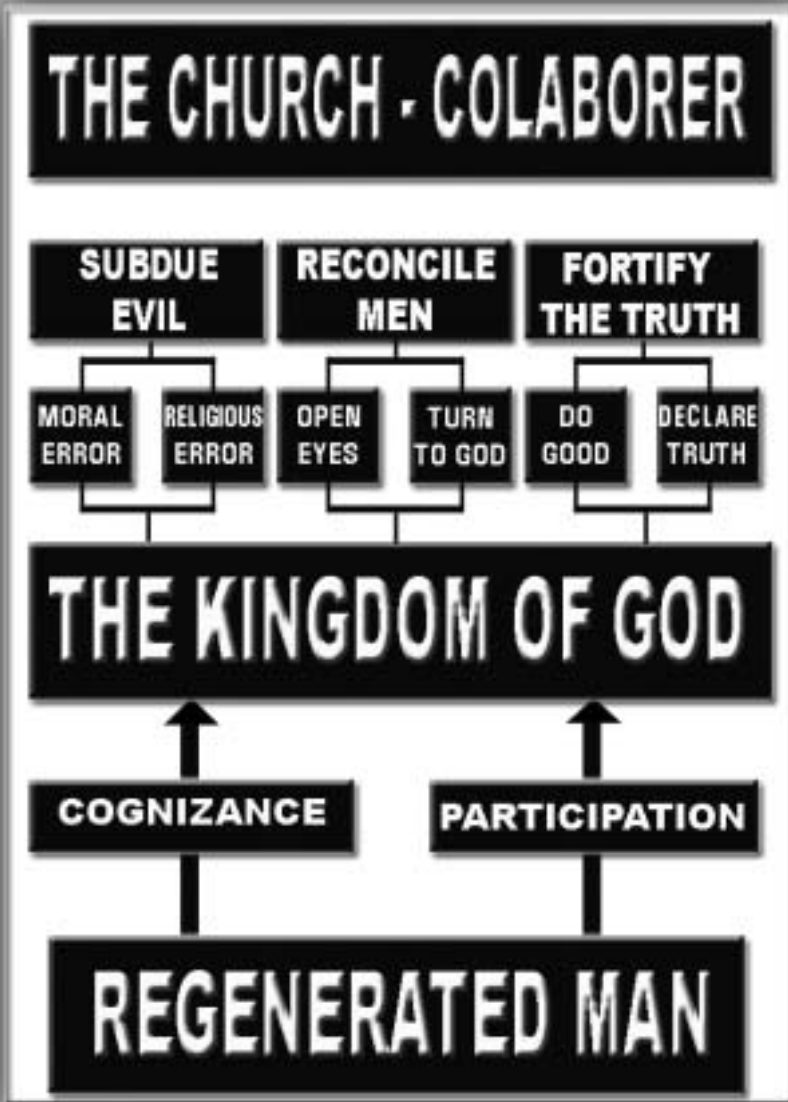 THE CHURCH - COLABORER
SUBDUE
EVIL
RECONCILE
MEN
FORTIFY
THE TRUTH
MORAL
ERROR
RELIGIOUS
ERROR
OPEN
EYES
TURN
TO GOD
DO
GOOD
DECLARE
TRUTH
THE KINGDOM OF GOD
COGNIZANCE
PARTICIPATION
REGENERATED MAN